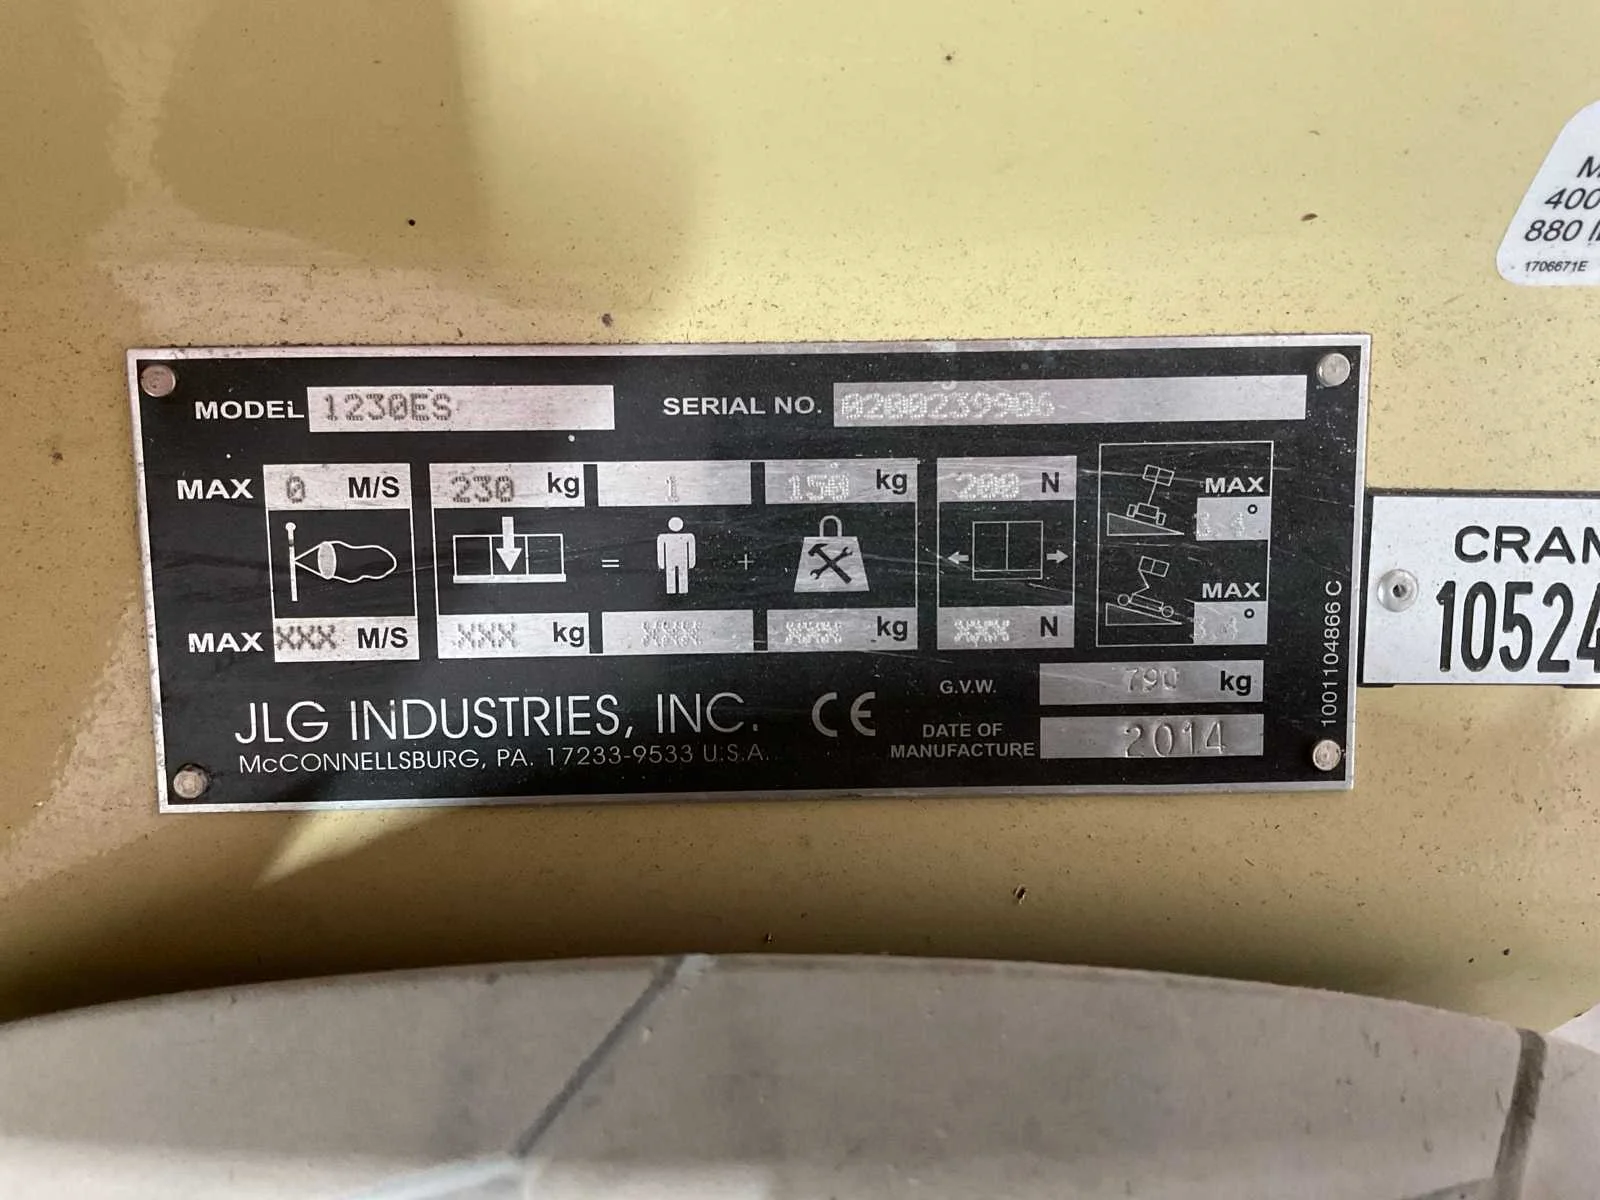 M
400
880 I
1706671E
MODEL 1230ES SERIAL NO. 0200239906
MAX 0 M/S 230 kg 1 150 kg 200 N MAX
°
= +
MAX
°
MAX XXX M/S XXX kg XXX XXX kg XXX N
G.V.W. 790 kg
JLG INDUSTRIES, INC. CE
DATE OF
MANUFACTURE 2014
McCONNELLSBURG, PA. 17233-9533 U.S.A.
1001104866 C
CRAN
10524